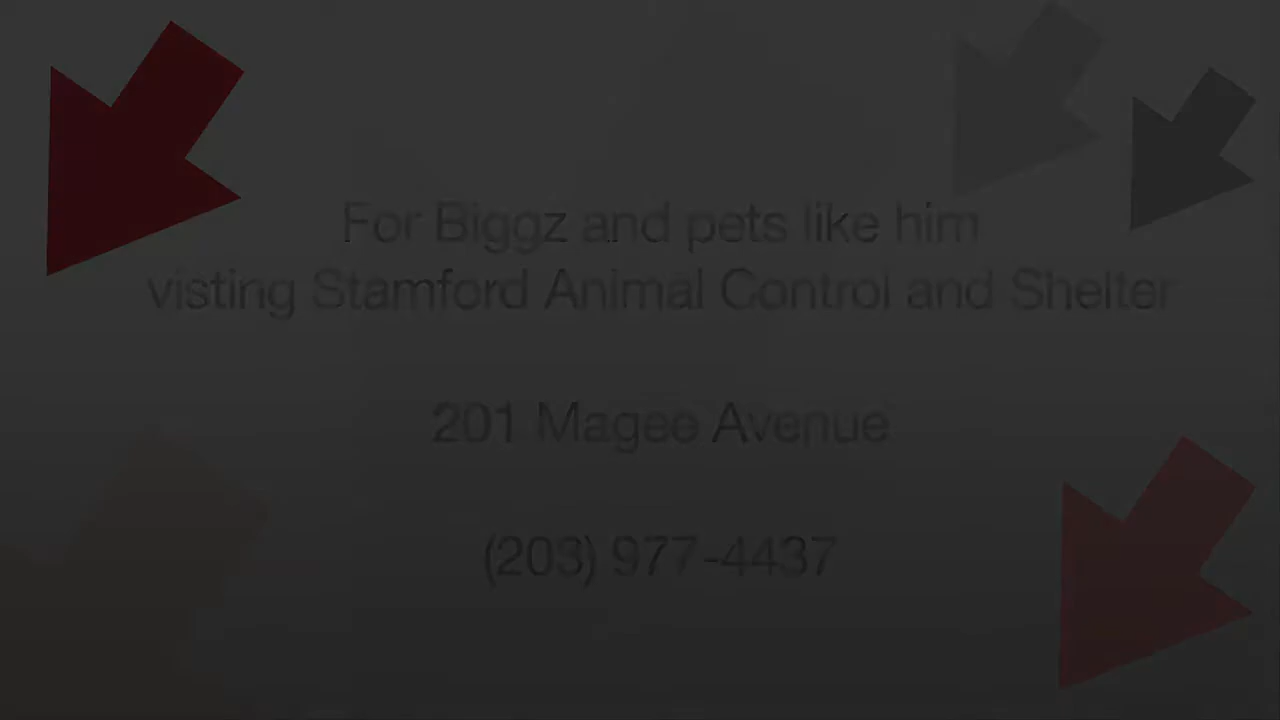 For Biggz and pets like him
visting Stamford Animal Control and Shelter
201 Magee Avenue
(203) 977-4437